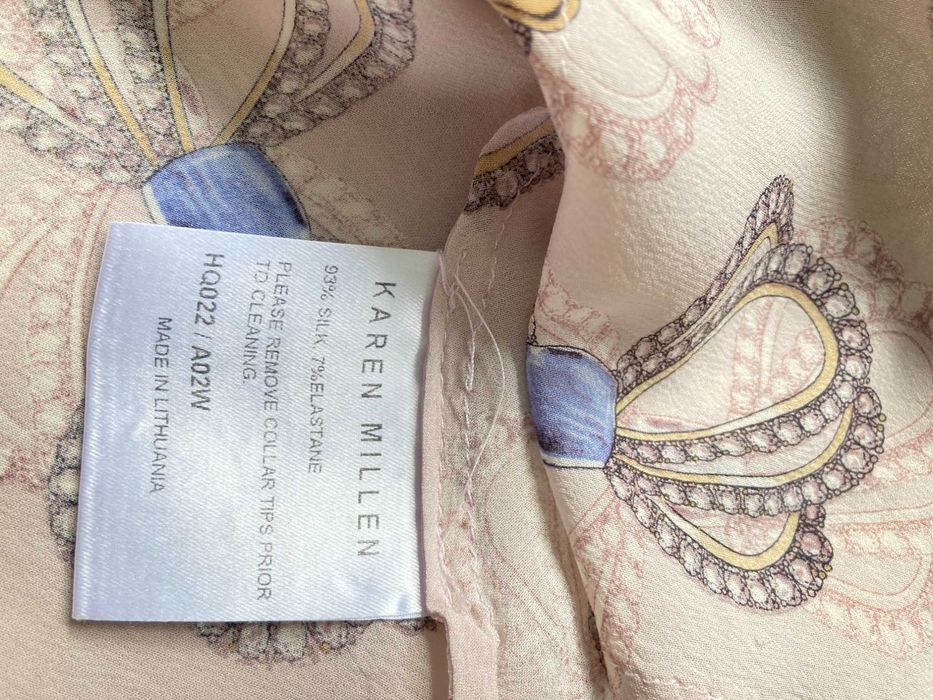 KAREN MILLEN
93% SILK 7%ELASTANE
PLEASE REMOVE COLLAR TIPS PRIOR
TO CLEANING
HQ022 / A02W
MADE IN LITHUANIA